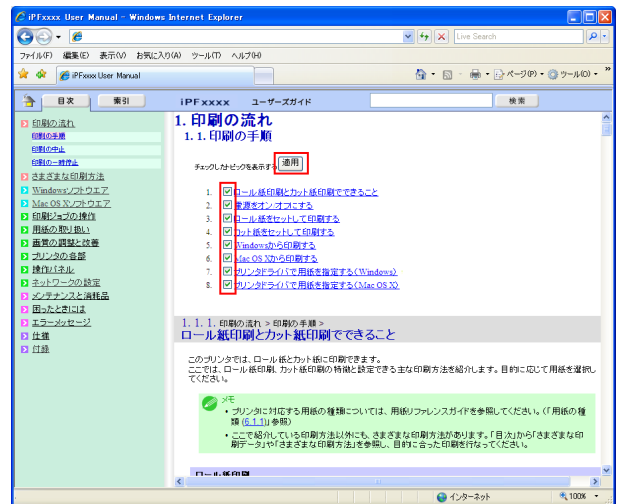 iPFxxxx User Manual - Windows Internet Explorer
Live Search
ファイル(F) 編集(E) 表示(V) お気に入り(A) ツール(T) ヘルプ(H)
iPFxxxx User Manual
ページ(P) ツール(O)
目次 索引 iPFxxxx ユーザーズガイド 検索
印刷の流れ
印刷の手順
印刷の中止
印刷の一時停止
さまざまな印刷方法
Windowsソフトウエア
Mac OS Xソフトウエア
印刷ジョブの操作
用紙の取り扱い
画質の調整と改善
プリンタの各部
操作パネル
ネットワークの設定
メンテナンスと消耗品
困ったときには
エラーメッセージ
仕様
付録
1. 印刷の流れ
1. 1. 印刷の手順
チェックしたトピックを表示する 適用
1. ロール紙印刷とカット紙印刷でできること
2. 電源をオン・オフにする
3. ロール紙をセットして印刷する
4. カット紙をセットして印刷する
5. Windowsから印刷する
6. Mac OS Xから印刷する
7. プリンタドライバで用紙を指定する(Windows)
8. プリンタドライバで用紙を指定する(Mac OS X)
1. 1. 1. 印刷の流れ > 印刷の手順 >
ロール紙印刷とカット紙印刷でできること
このプリンタでは、ロール紙とカット紙に印刷できます。
ここでは、ロール紙印刷、カット紙印刷の特徴と設定できる主な印刷方法を紹介します。目的に応じて用紙を選択し
てください。
メモ
・プリンタに対応する用紙の種類については、用紙リファレンスガイドを参照してください。(「用紙の種
類 (6.1.1)」参照)
・ここで紹介している印刷方法以外にも、さまざまな印刷方法があります。「目次」から「さまざまな印
刷データ」や「さまざまな印刷方法」を参照し、目的に合った印刷を行なってください。
ロール紙印刷
インターネット 100%